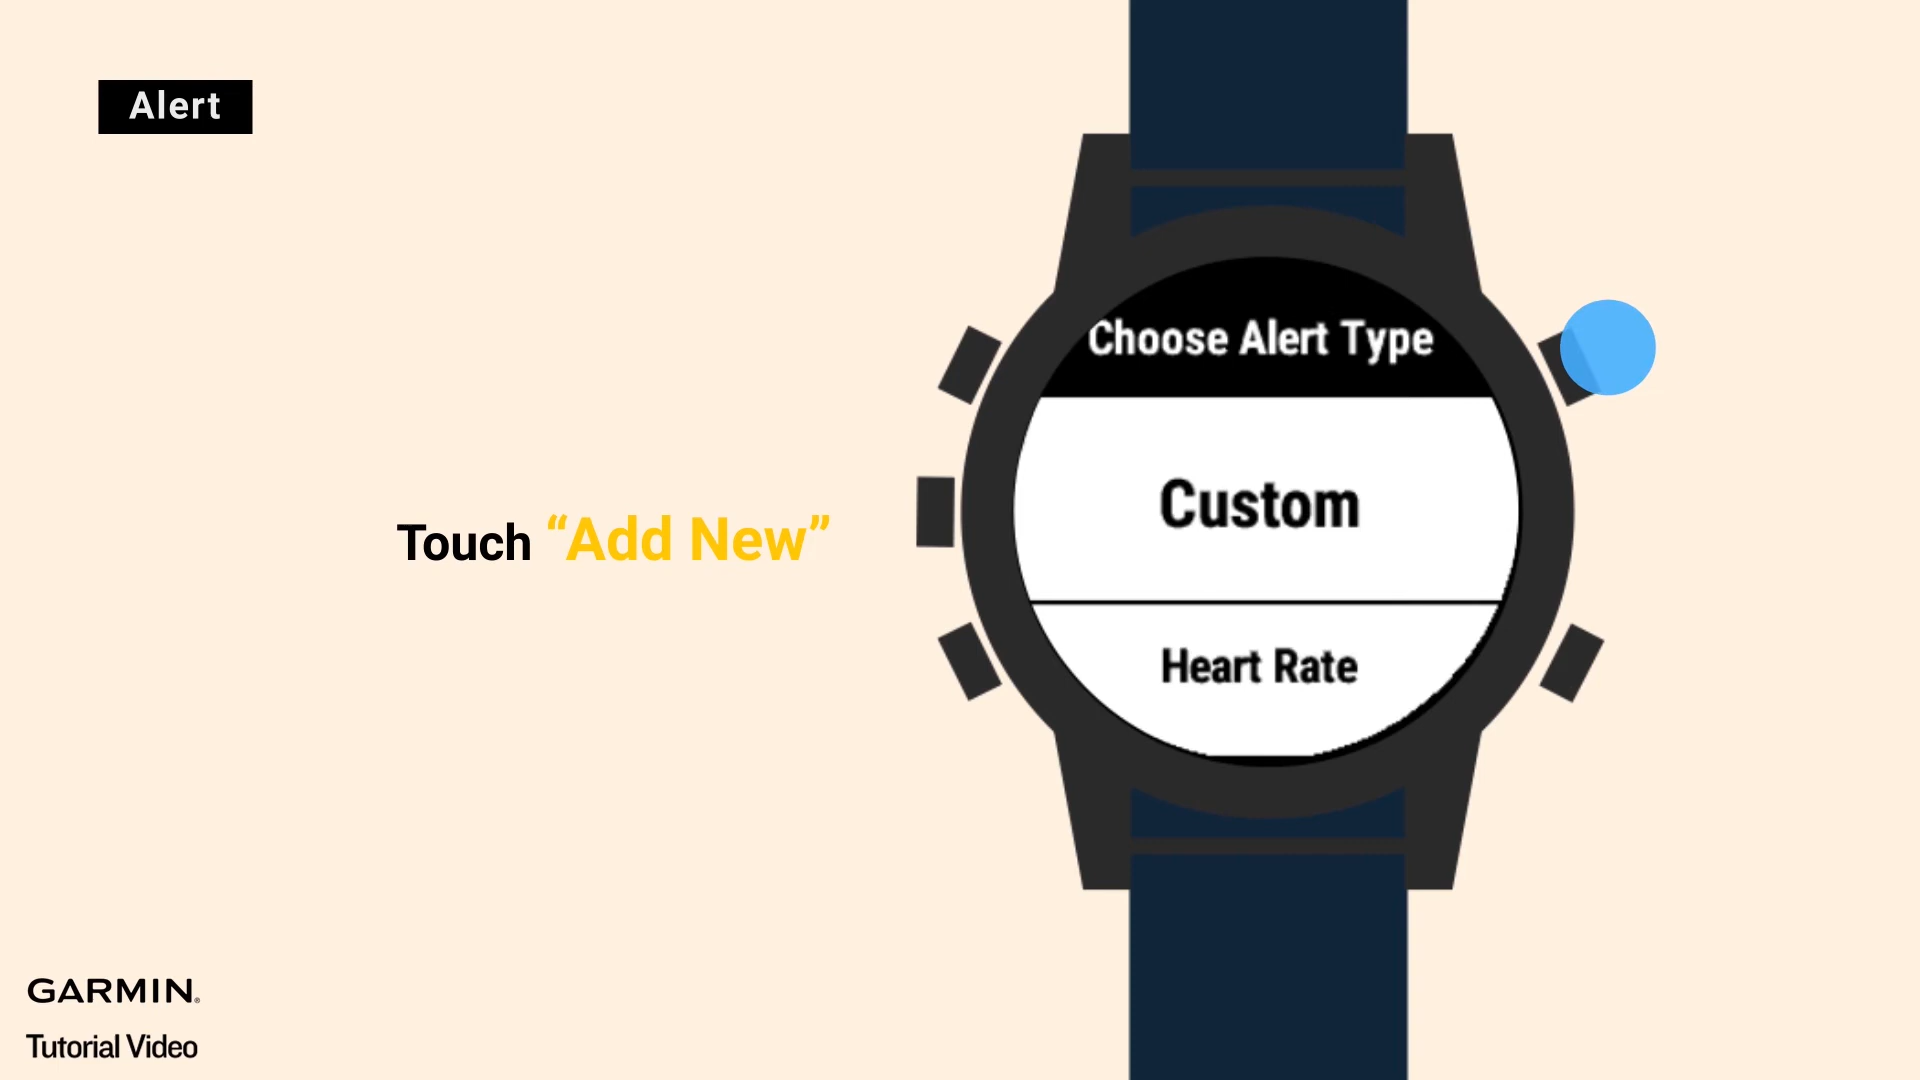 Alert
Choose Alert Type
Custom
Touch “Add New”
Heart Rate
GARMIN®
Tutorial Video